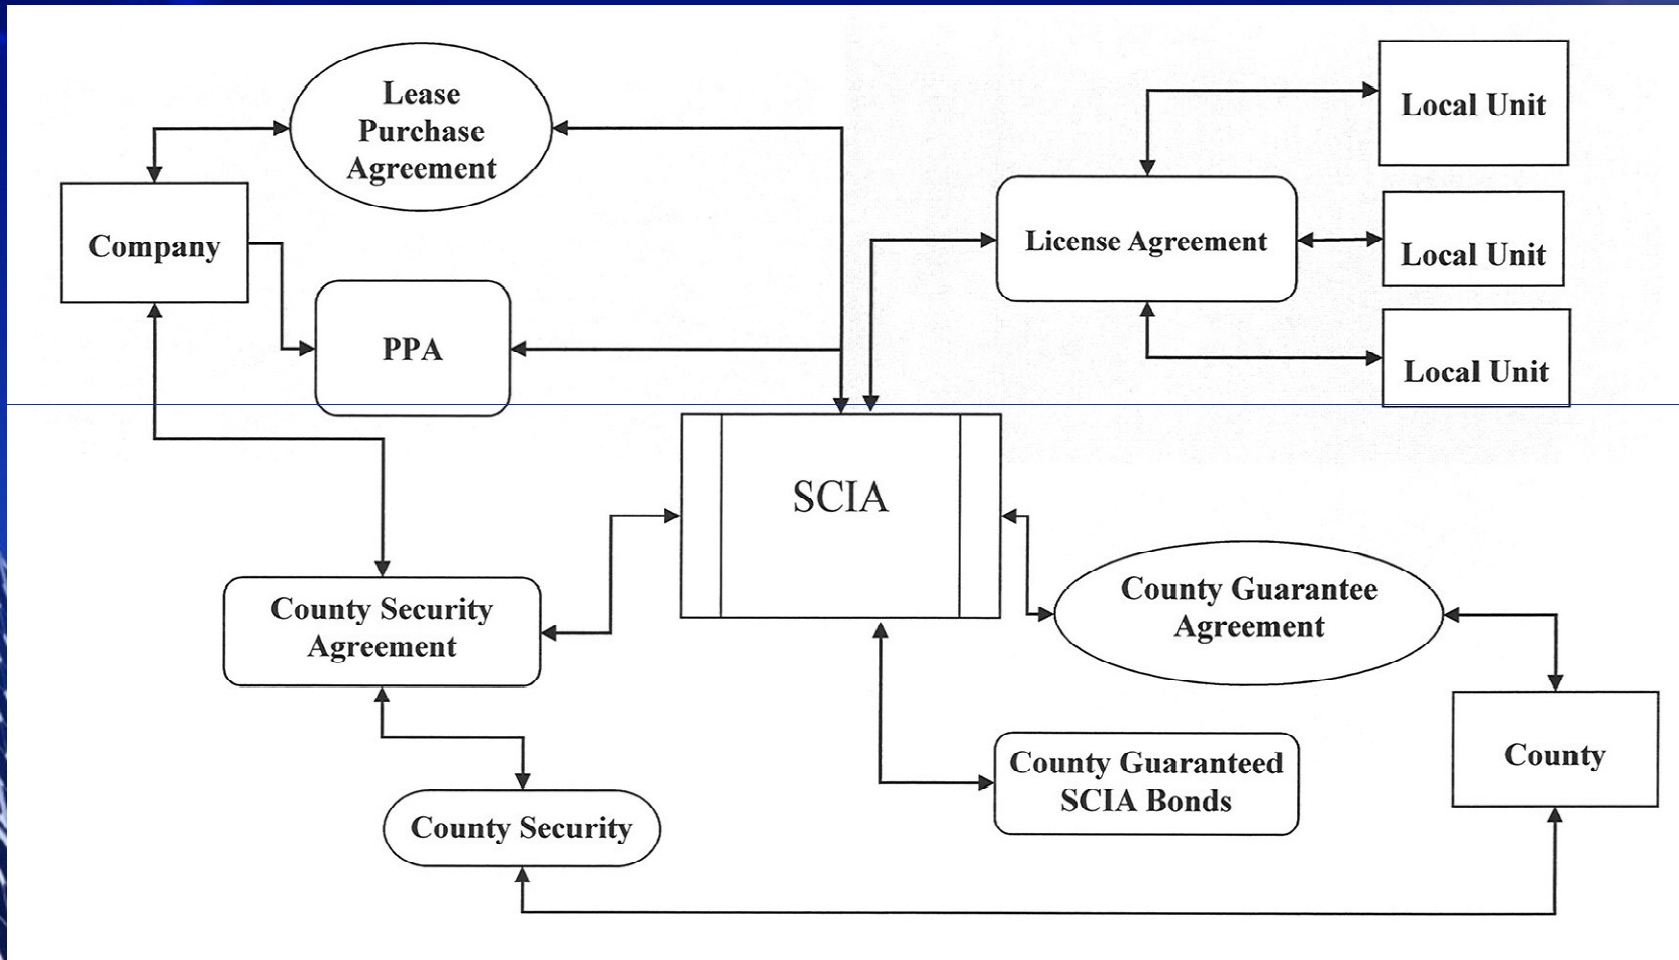 Lease
Purchase
Agreement
Local Unit
Company
License Agreement
Local Unit
PPA
Local Unit
SCIA
County Security
Agreement
County Guarantee
Agreement
County Guaranteed
SCIA Bonds
County
County Security